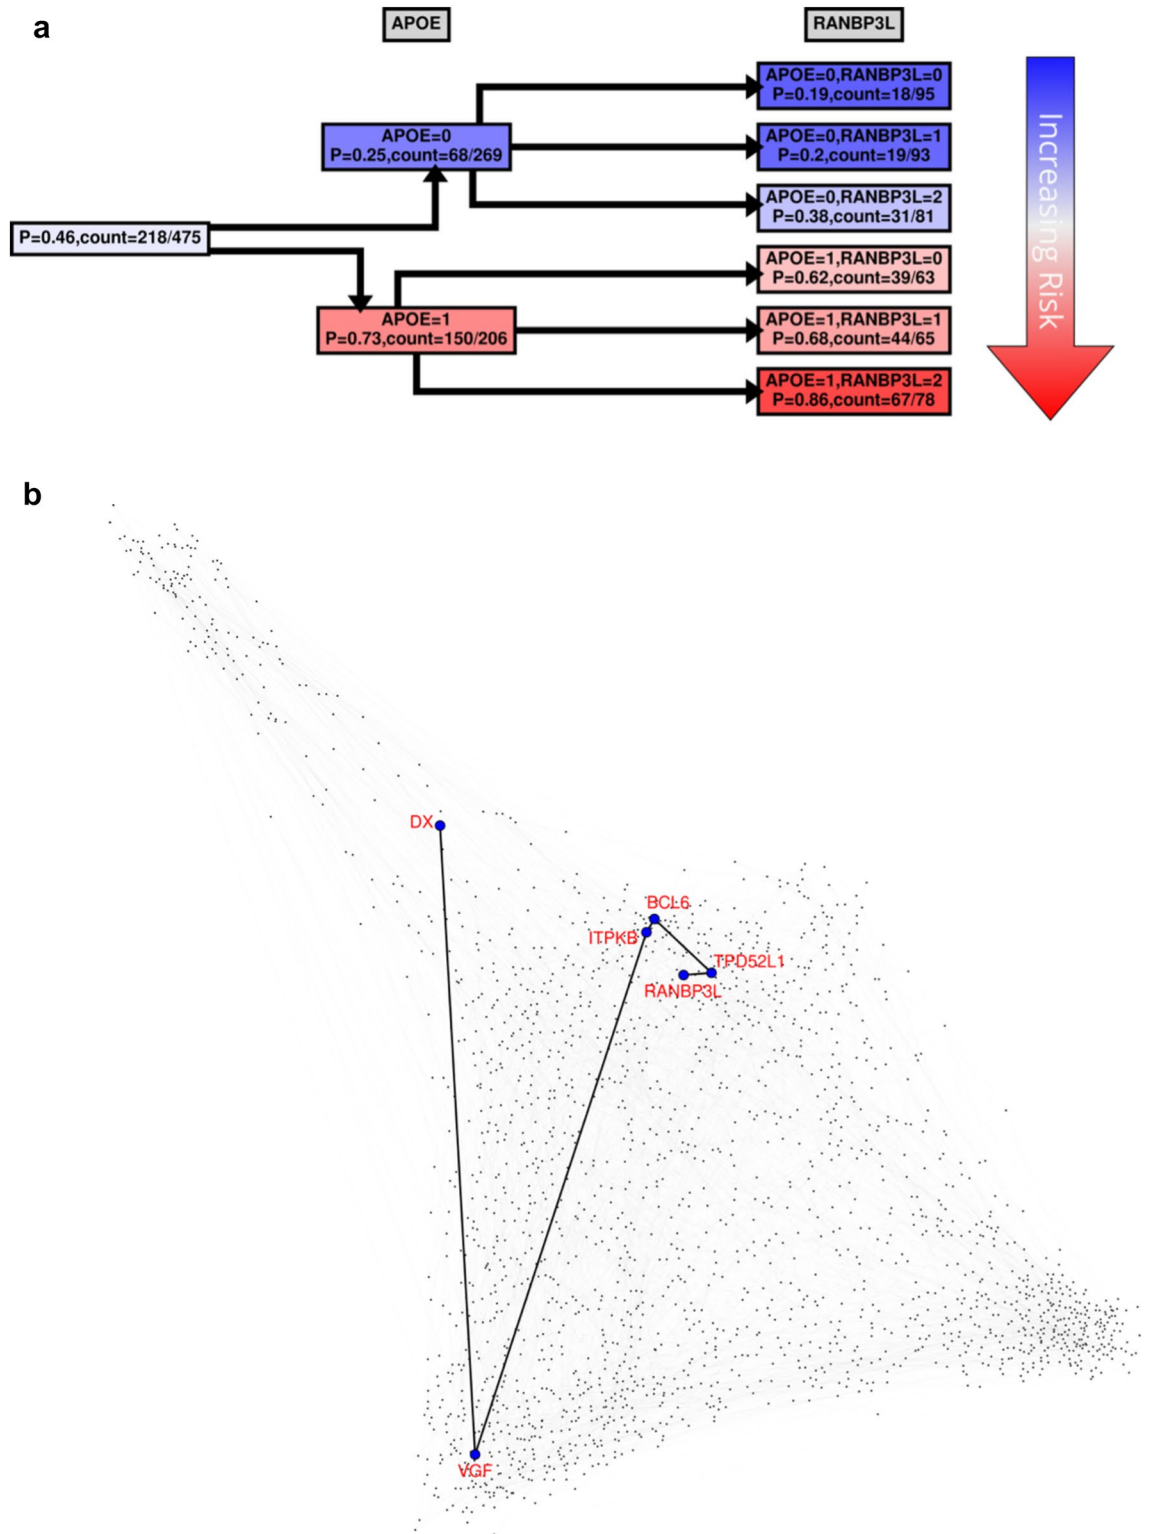 a
APOE
RANBP3L
APOE=0,RANBP3L=0
P=0.19,count=18/95
APOE=0
P=0.25,count=68/269
APOE=0,RANBP3L=1
P=0.2,count=19/93
APOE=0,RANBP3L=2
P=0.38,count=31/81
P=0.46,count=218/475
APOE=1,RANBP3L=0
P=0.62,count=39/63
APOE=1
P=0.73,count=150/206
APOE=1,RANBP3L=1
P=0.68,count=44/65
APOE=1,RANBP3L=2
P=0.86,count=67/78
Increasing Risk
b
DX
BCL6
ITPKB
TPD52L1
RANBP3L
VGF